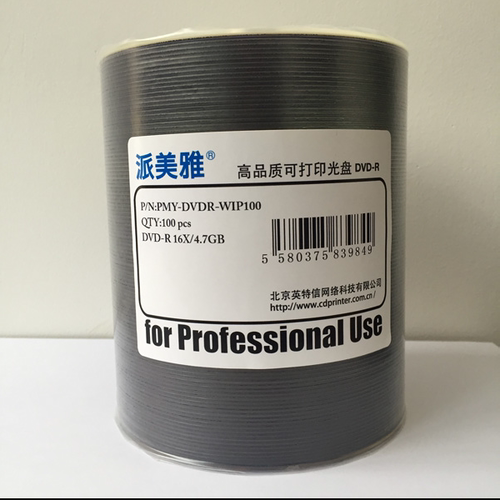 派美雅®
高品质可打印光盘 DVD-R
P/N:PMY-DVDR-WIP100
QTY:100 pcs
DVD-R 16X/4.7GB
5 580375 839849
北京英特信网络科技有限公司
http://www.cdprinter.com.cn/
for Professional Use